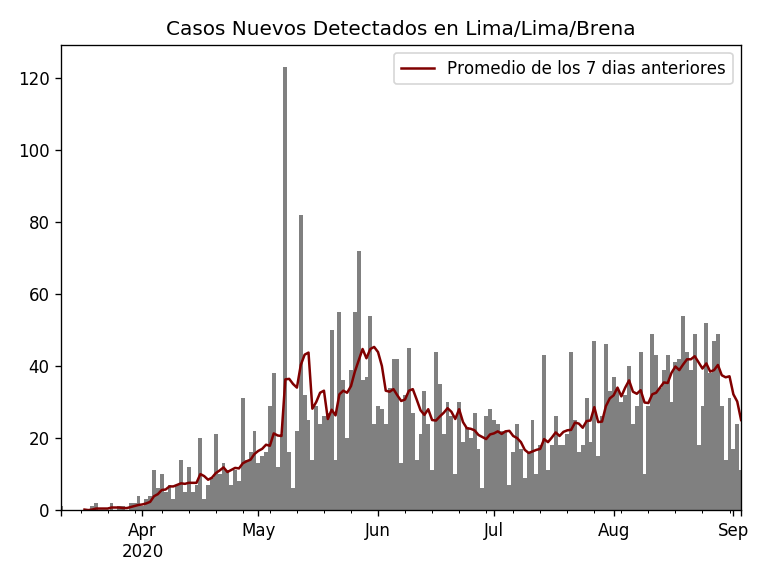 Casos Nuevos Detectados en Lima/Lima/Brena
Promedio de los 7 dias anteriores
120
100
80
60
40
20
0
Apr May Jun Jul Aug Sep
2020